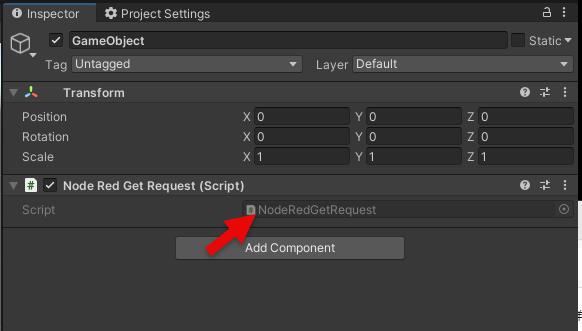 Inspector Project Settings
GameObject Static
Tag Untagged Layer Default
Transform
Position X 0 Y 0 Z 0
Rotation X 0 Y 0 Z 0
Scale X 1 Y 1 Z 1
# Node Red Get Request (Script)
Script NodeRedGetRequest
Add Component